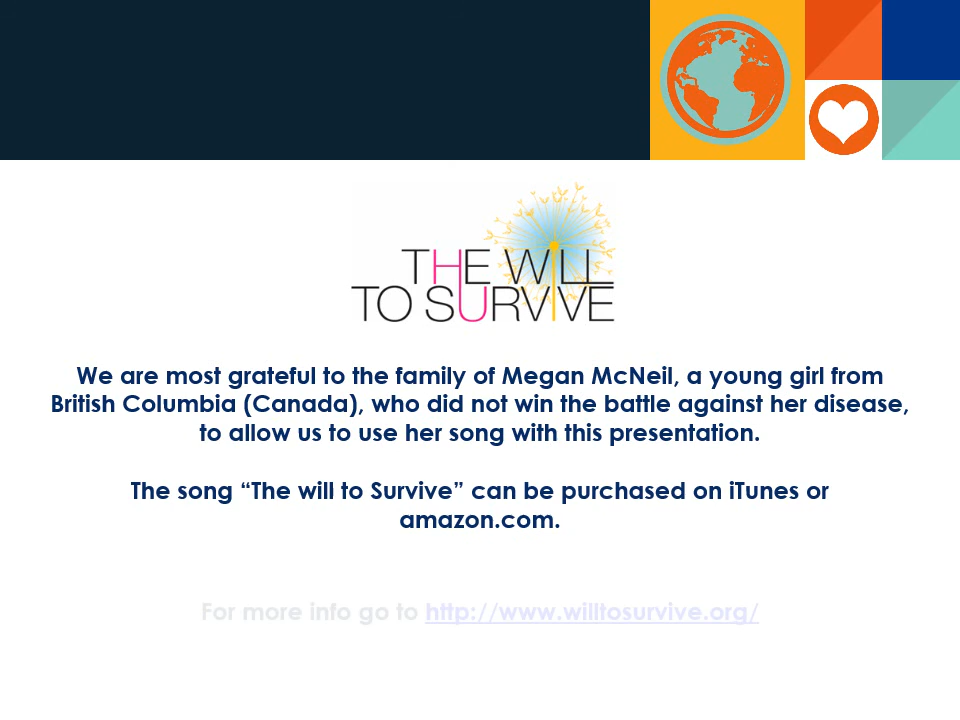 THE WILL
TO SURVIVE
We are most grateful to the family of Megan McNeil, a young girl from
British Columbia (Canada), who did not win the battle against her disease,
to allow us to use her song with this presentation.
The song “The will to Survive” can be purchased on iTunes or
amazon.com.
For more info go to http://www.willtosurvive.org/